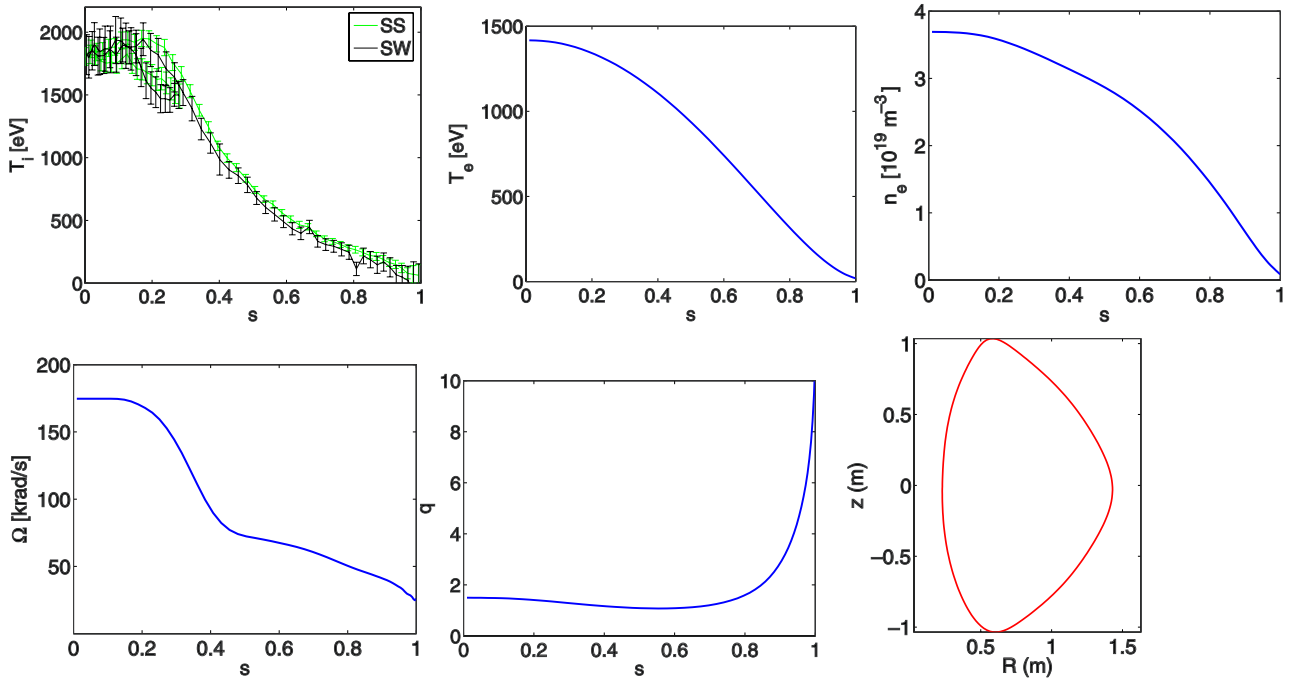 2000
1500
1000
500
0
T_i [eV]
SS
SW
0 0.2 0.4 0.6 0.8 1
s
1500
1000
500
0
T_e [eV]
0 0.2 0.4 0.6 0.8 1
s
5
4
3
2
1
0
n_e [10^19 m^−3]
0 0.2 0.4 0.6 0.8 1
s
200
150
100
50
Ω [krad/s]
0 0.2 0.4 0.6 0.8 1
s
10
8
6
4
2
0
q
0 0.2 0.4 0.6 0.8 1
s
1
0.5
0
−0.5
−1
z (m)
0.5 1 1.5
R (m)